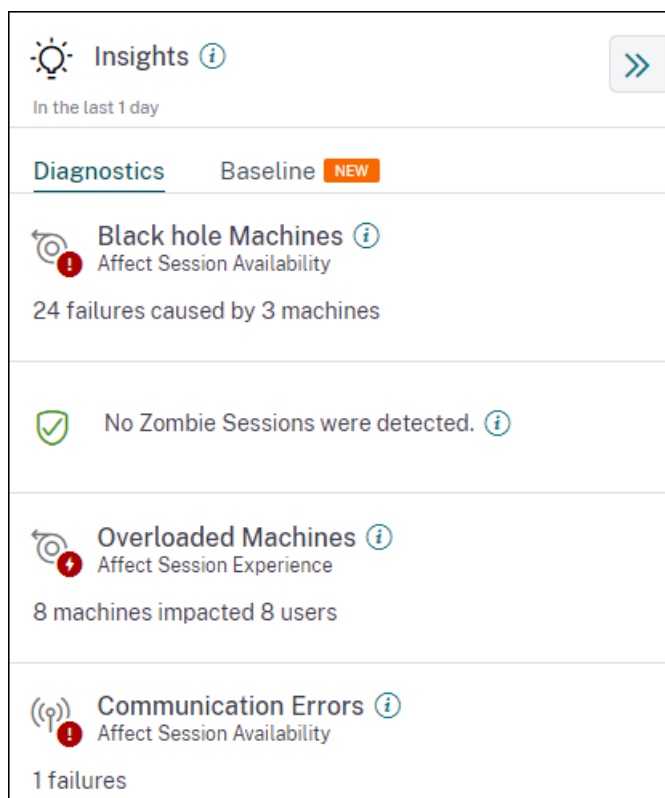 Insights
In the last 1 day
Diagnostics Baseline NEW
Black hole Machines
Affect Session Availability
24 failures caused by 3 machines
No Zombie Sessions were detected.
Overloaded Machines
Affect Session Experience
8 machines impacted 8 users
Communication Errors
Affect Session Availability
1 failures